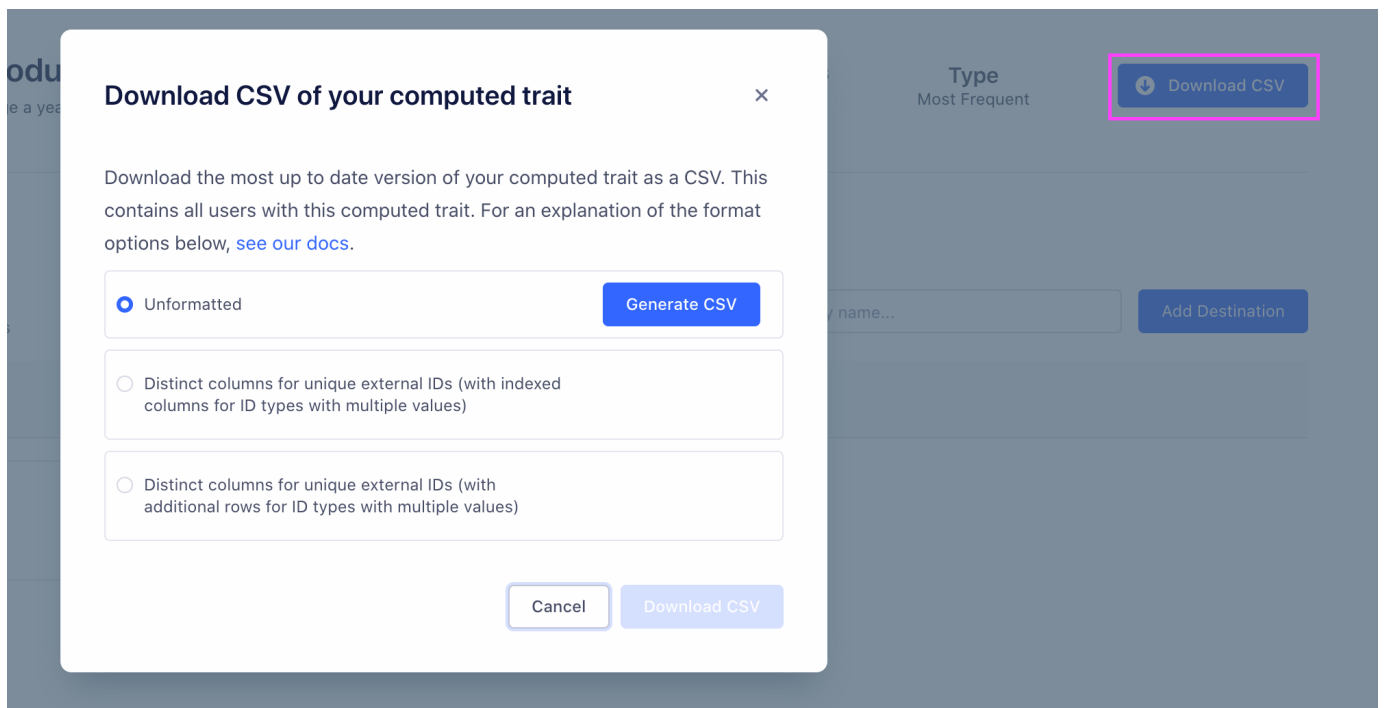 Download CSV of your computed trait
Type
Most Frequent
Download CSV
Download the most up to date version of your computed trait as a CSV. This
contains all users with this computed trait. For an explanation of the format
options below, see our docs.
Unformatted
Generate CSV
name...
Add Destination
Distinct columns for unique external IDs (with indexed
columns for ID types with multiple values)
Distinct columns for unique external IDs (with
additional rows for ID types with multiple values)
Cancel
Download CSV